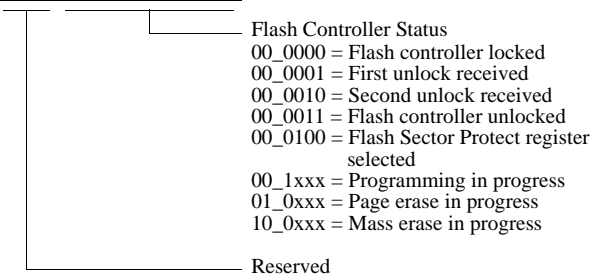 Flash Controller Status
00_0000 = Flash controller locked
00_0001 = First unlock received
00_0010 = Second unlock received
00_0011 = Flash controller unlocked
00_0100 = Flash Sector Protect register
selected
00_1xxx = Programming in progress
01_0xxx = Page erase in progress
10_0xxx = Mass erase in progress
Reserved